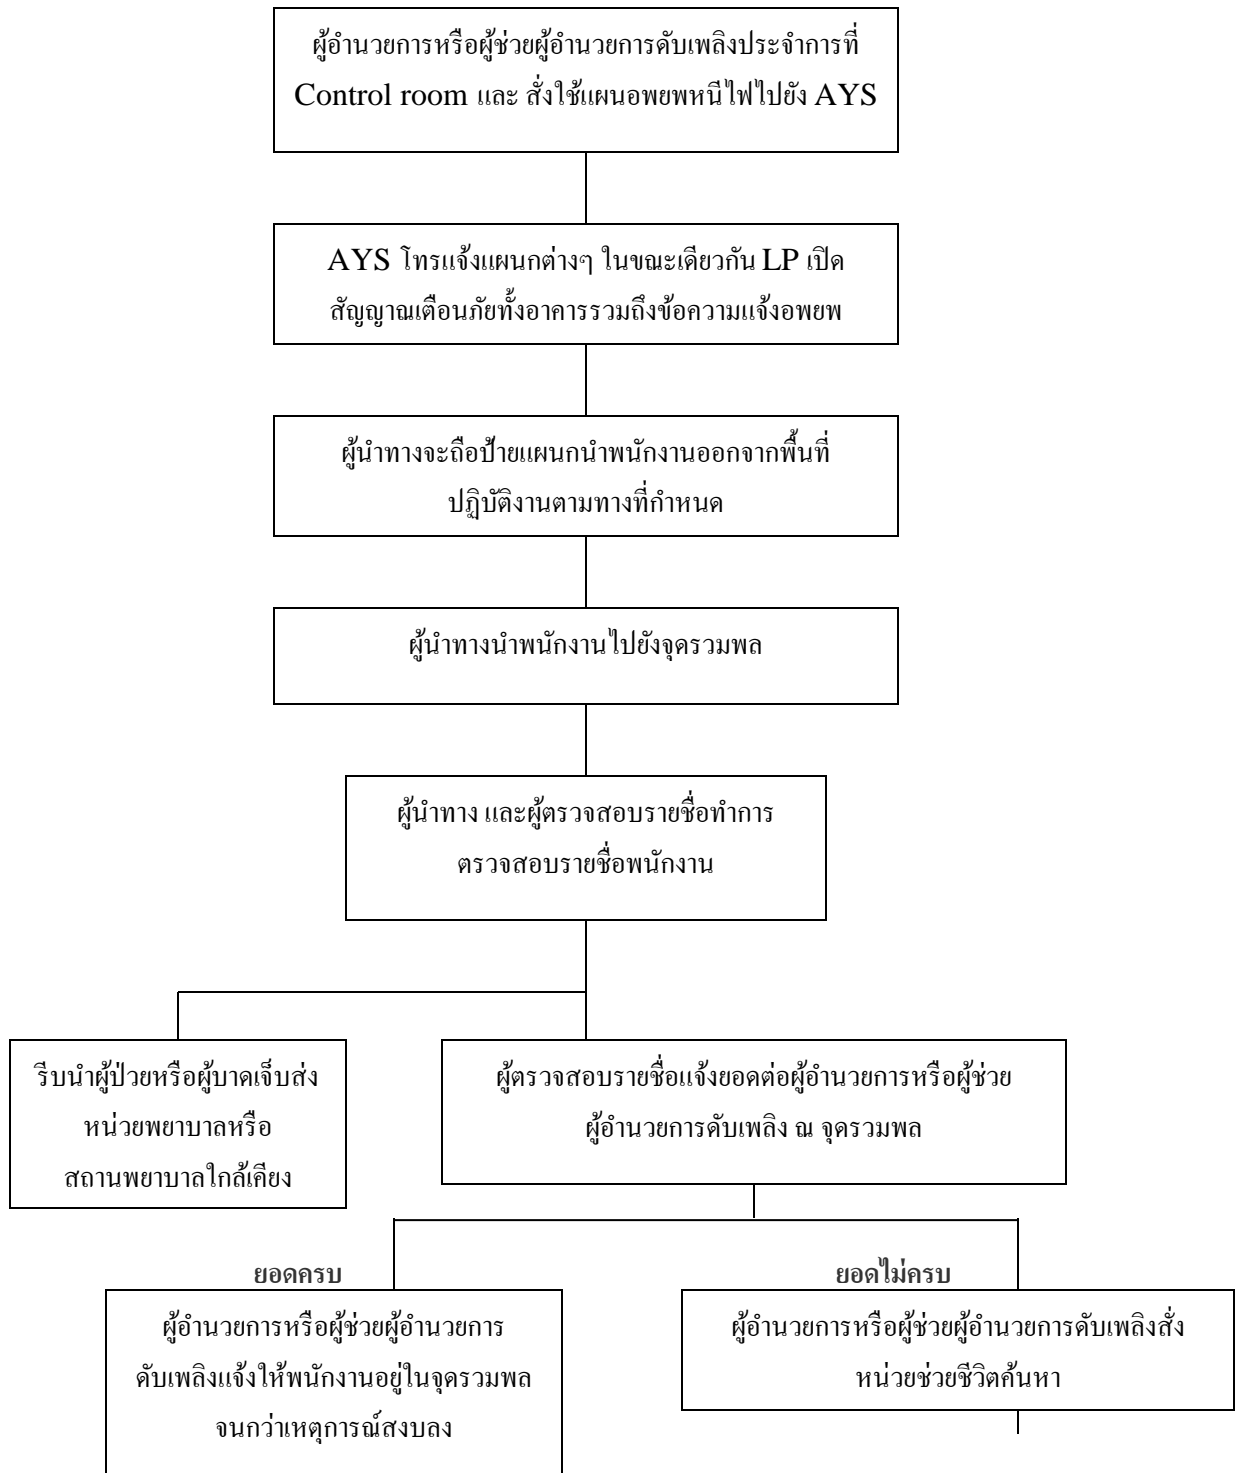 ผู้อำนวยการหรือผู้ช่วยผู้อำนวยการดับเพลิงประจำการที่
Control room และ สั่งใช้แผนอพยพหนีไฟไปยัง AYS
AYS โทรแจ้งแผนกต่างๆ ในขณะเดียวกัน LP เปิด
สัญญาณเตือนภัยทั้งอาคารรวมถึงข้อความแจ้งอพยพ
ผู้นำทางจะถือป้ายแผนกนำพนักงานออกจากพื้นที่
ปฏิบัติงานตามทางที่กำหนด
ผู้นำทางนำพนักงานไปยังจุดรวมพล
ผู้นำทาง และผู้ตรวจสอบรายชื่อทำการ
ตรวจสอบรายชื่อพนักงาน
รีบนำผู้ป่วยหรือผู้บาดเจ็บส่ง
หน่วยพยาบาลหรือ
สถานพยาบาลใกล้เคียง
ผู้ตรวจสอบรายชื่อแจ้งยอดต่อผู้อำนวยการหรือผู้ช่วย
ผู้อำนวยการดับเพลิง ณ จุดรวมพล
ยอดครบ
ผู้อำนวยการหรือผู้ช่วยผู้อำนวยการ
ดับเพลิงแจ้งให้พนักงานอยู่ในจุดรวมพล
จนกว่าเหตุการณ์สงบลง
ยอดไม่ครบ
ผู้อำนวยการหรือผู้ช่วยผู้อำนวยการดับเพลิงสั่ง
หน่วยช่วยชีวิตค้นหา